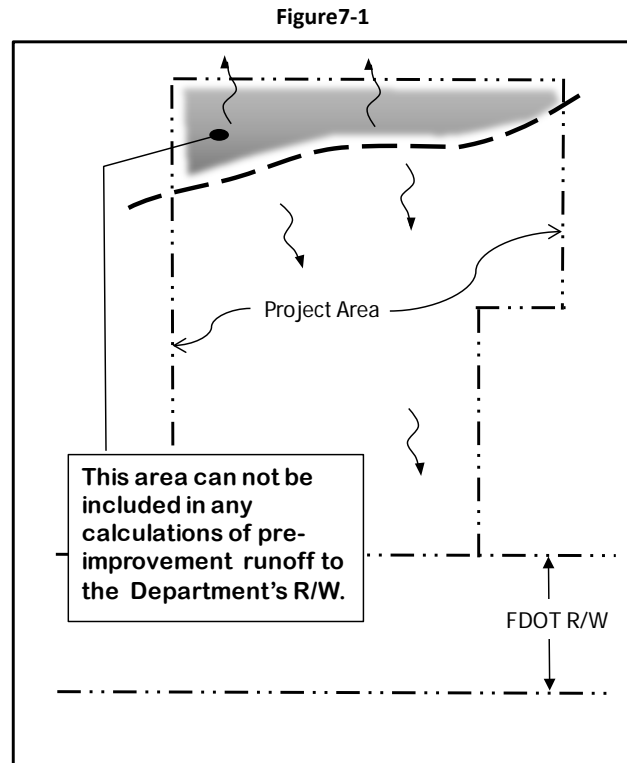 Figure7-1
Project Area
This area can not be
included in any
calculations of pre-
improvement runoff to
the Department's R/W.
FDOT R/W